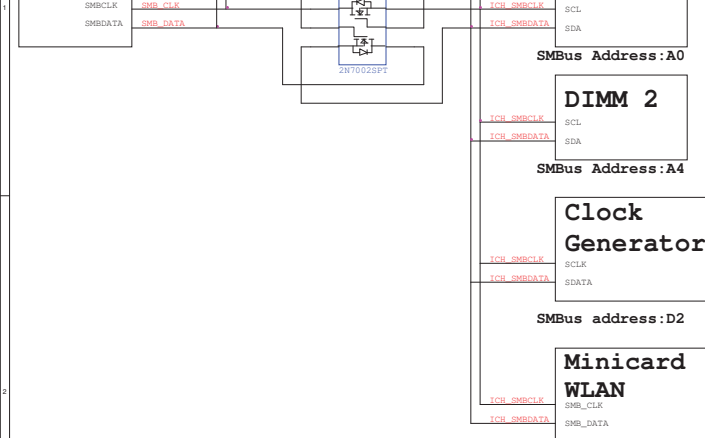 1
SMBCLK SMB_CLK
SMBDATA SMB_DATA
2N7002SPT
ICH_SMBCLK SCL
ICH_SMBDATA SDA
SMBus Address:A0
DIMM 2
ICH_SMBCLK SCL
ICH_SMBDATA SDA
SMBus Address:A4
Clock
Generator
ICH_SMBCLK SCLK
ICH_SMBDATA SDATA
SMBus address:D2
Minicard
WLAN
2
ICH_SMBCLK SMB_CLK
ICH_SMBDATA SMB_DATA